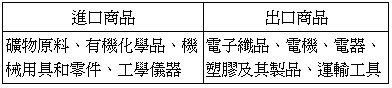 進口商品
出口商品
礦物原料、有機化學品、機
械用具和零件、工學儀器
電子纖品、電機、電器、
塑膠及其製品、運輸工具